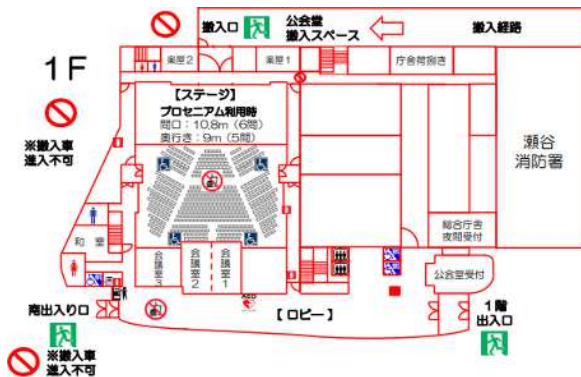 搬入口
公会堂
搬入スペース
搬入経路
1F
楽屋2
楽屋1
庁舎荷捌き
【ステージ】
プロセニアム利用時
間口:10.8m(6間)
奥行き:9m(5間)
※搬入車
進入不可
瀬谷
消防署
和室
総合庁舎
夜間受付
会議室3
会議室2
会議室1
公会堂受付
AED
南出入り口
【ロビー】
1階
出入口
※搬入車
進入不可